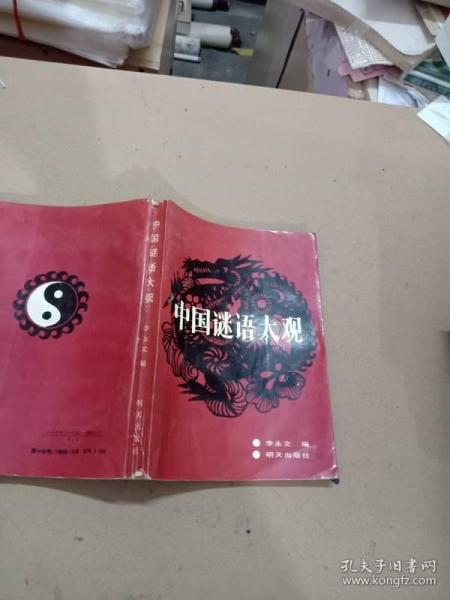 中国谜语大观
李永文 编
明天出版社
中国谜语大观
李永文 编
明天出版社
孔夫子旧书网
www.kongfz.com